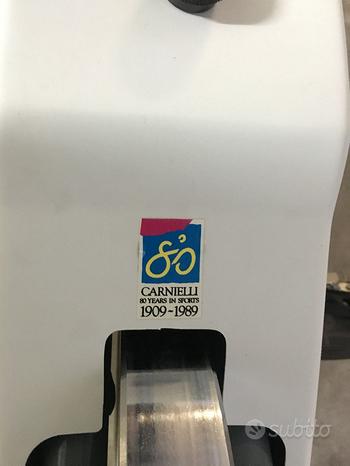 80
CARNIELLI
80 YEARS IN SPORTS
1909-1989
subito